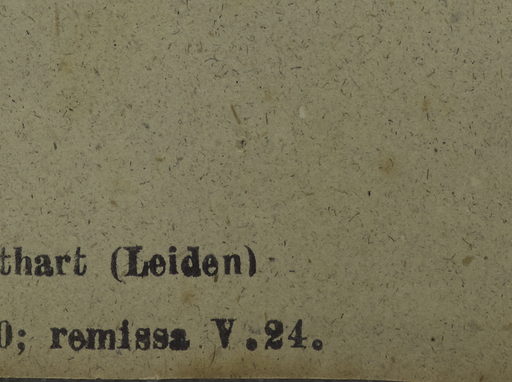 thart (Leiden)
0; remissa V.24.